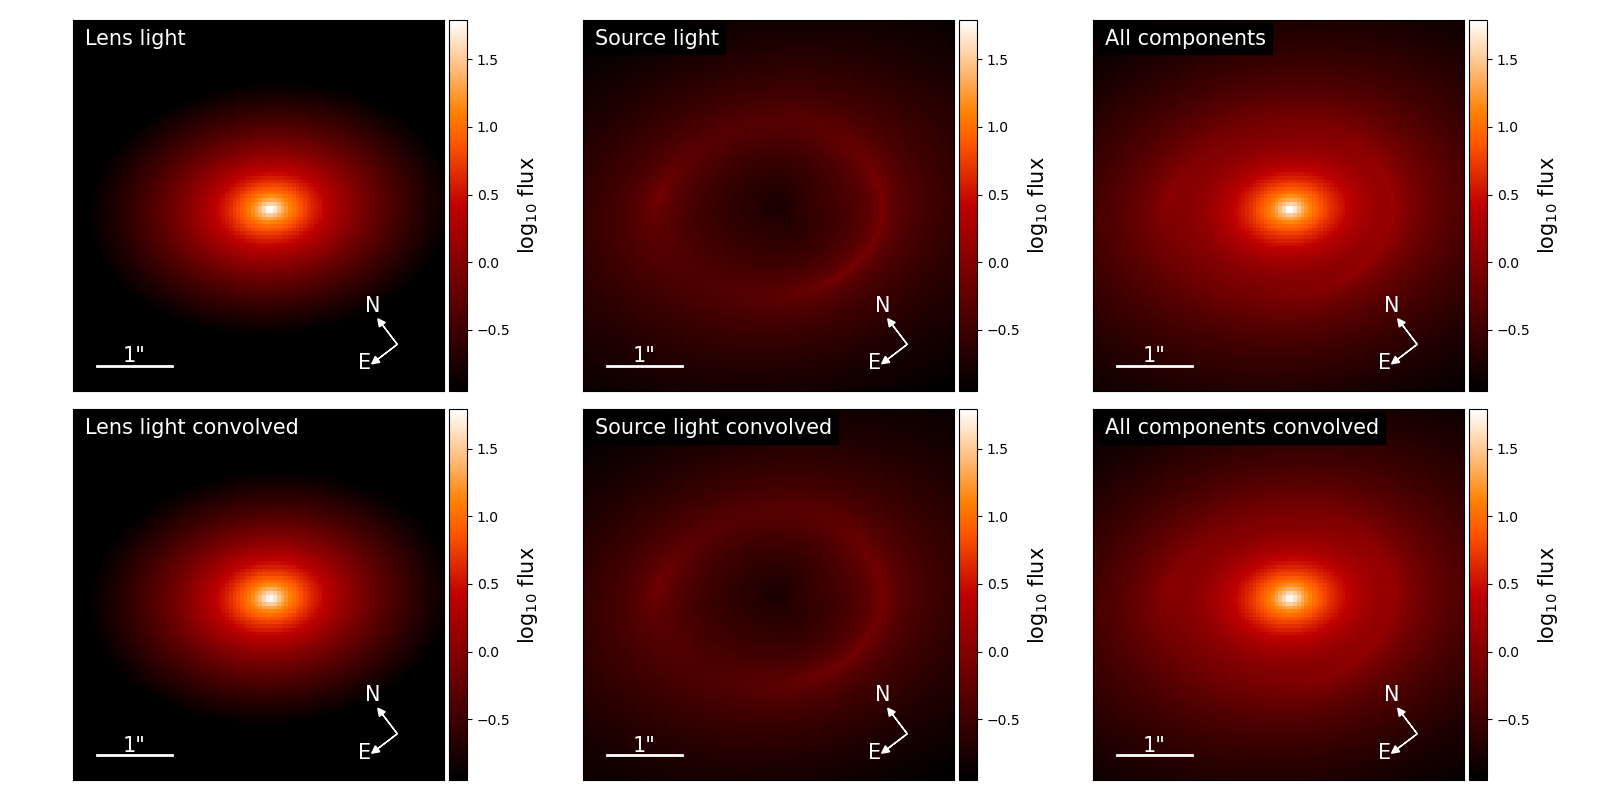 Lens light
1.5
1.0
0.5
0.0
−0.5
log₁₀ flux
N
E
1"
Source light
1.5
1.0
0.5
0.0
−0.5
log₁₀ flux
N
E
1"
All components
1.5
1.0
0.5
0.0
−0.5
log₁₀ flux
N
E
1"
Lens light convolved
1.5
1.0
0.5
0.0
−0.5
log₁₀ flux
N
E
1"
Source light convolved
1.5
1.0
0.5
0.0
−0.5
log₁₀ flux
N
E
1"
All components convolved
1.5
1.0
0.5
0.0
−0.5
log₁₀ flux
N
E
1"